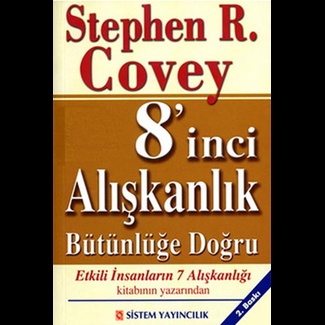 Stephen R.
Covey
8'inci
Alışkanlık
Bütünlüğe Doğru
Etkili İnsanların 7 Alışkanlığı
kitabının yazarından
2. Baskı
SİSTEM YAYINCILIK